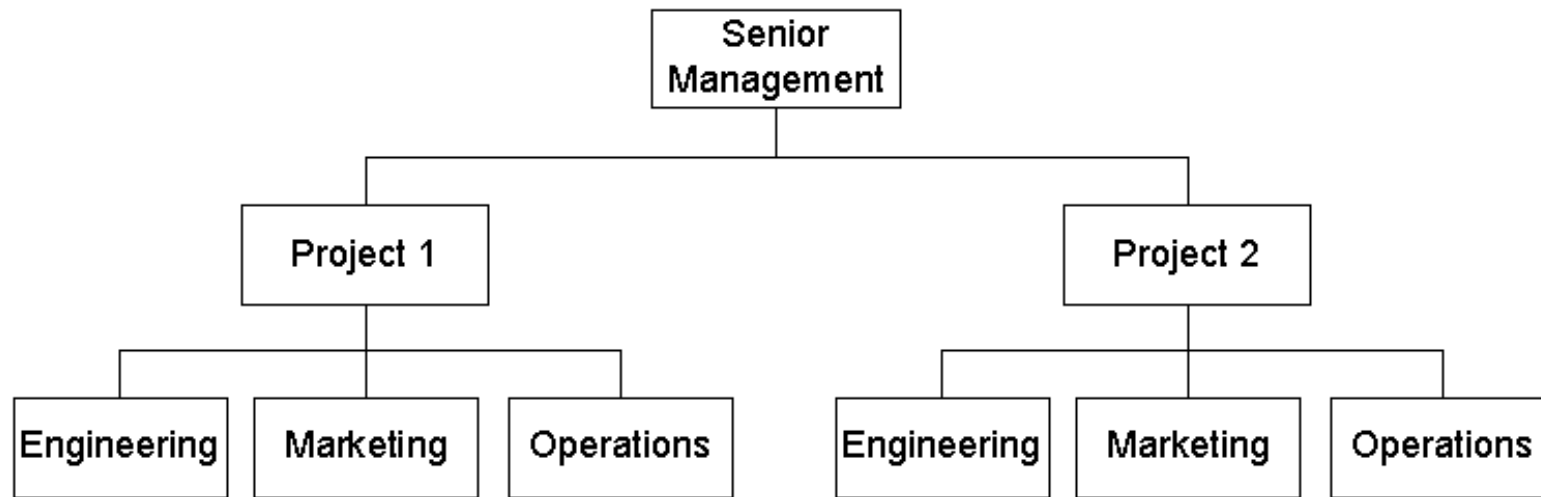 Senior
Management
Project 1
Project 2
Engineering
Marketing
Operations
Engineering
Marketing
Operations